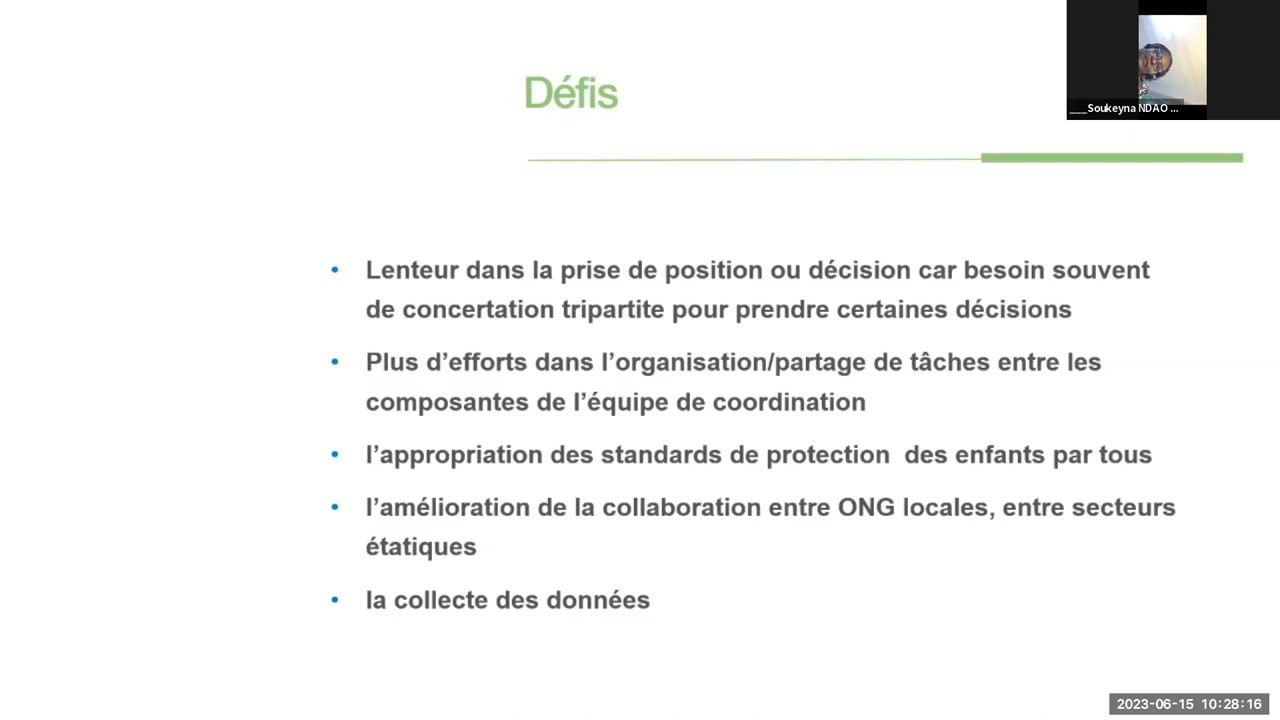 Défis
___Soukeyna NDAO ...
• Lenteur dans la prise de position ou décision car besoin souvent
de concertation tripartite pour prendre certaines décisions
• Plus d’efforts dans l’organisation/partage de tâches entre les
composantes de l’équipe de coordination
• l’appropriation des standards de protection  des enfants par tous
• l’amélioration de la collaboration entre ONG locales, entre secteurs
étatiques
• la collecte des données
2023-06-15 10:28:16